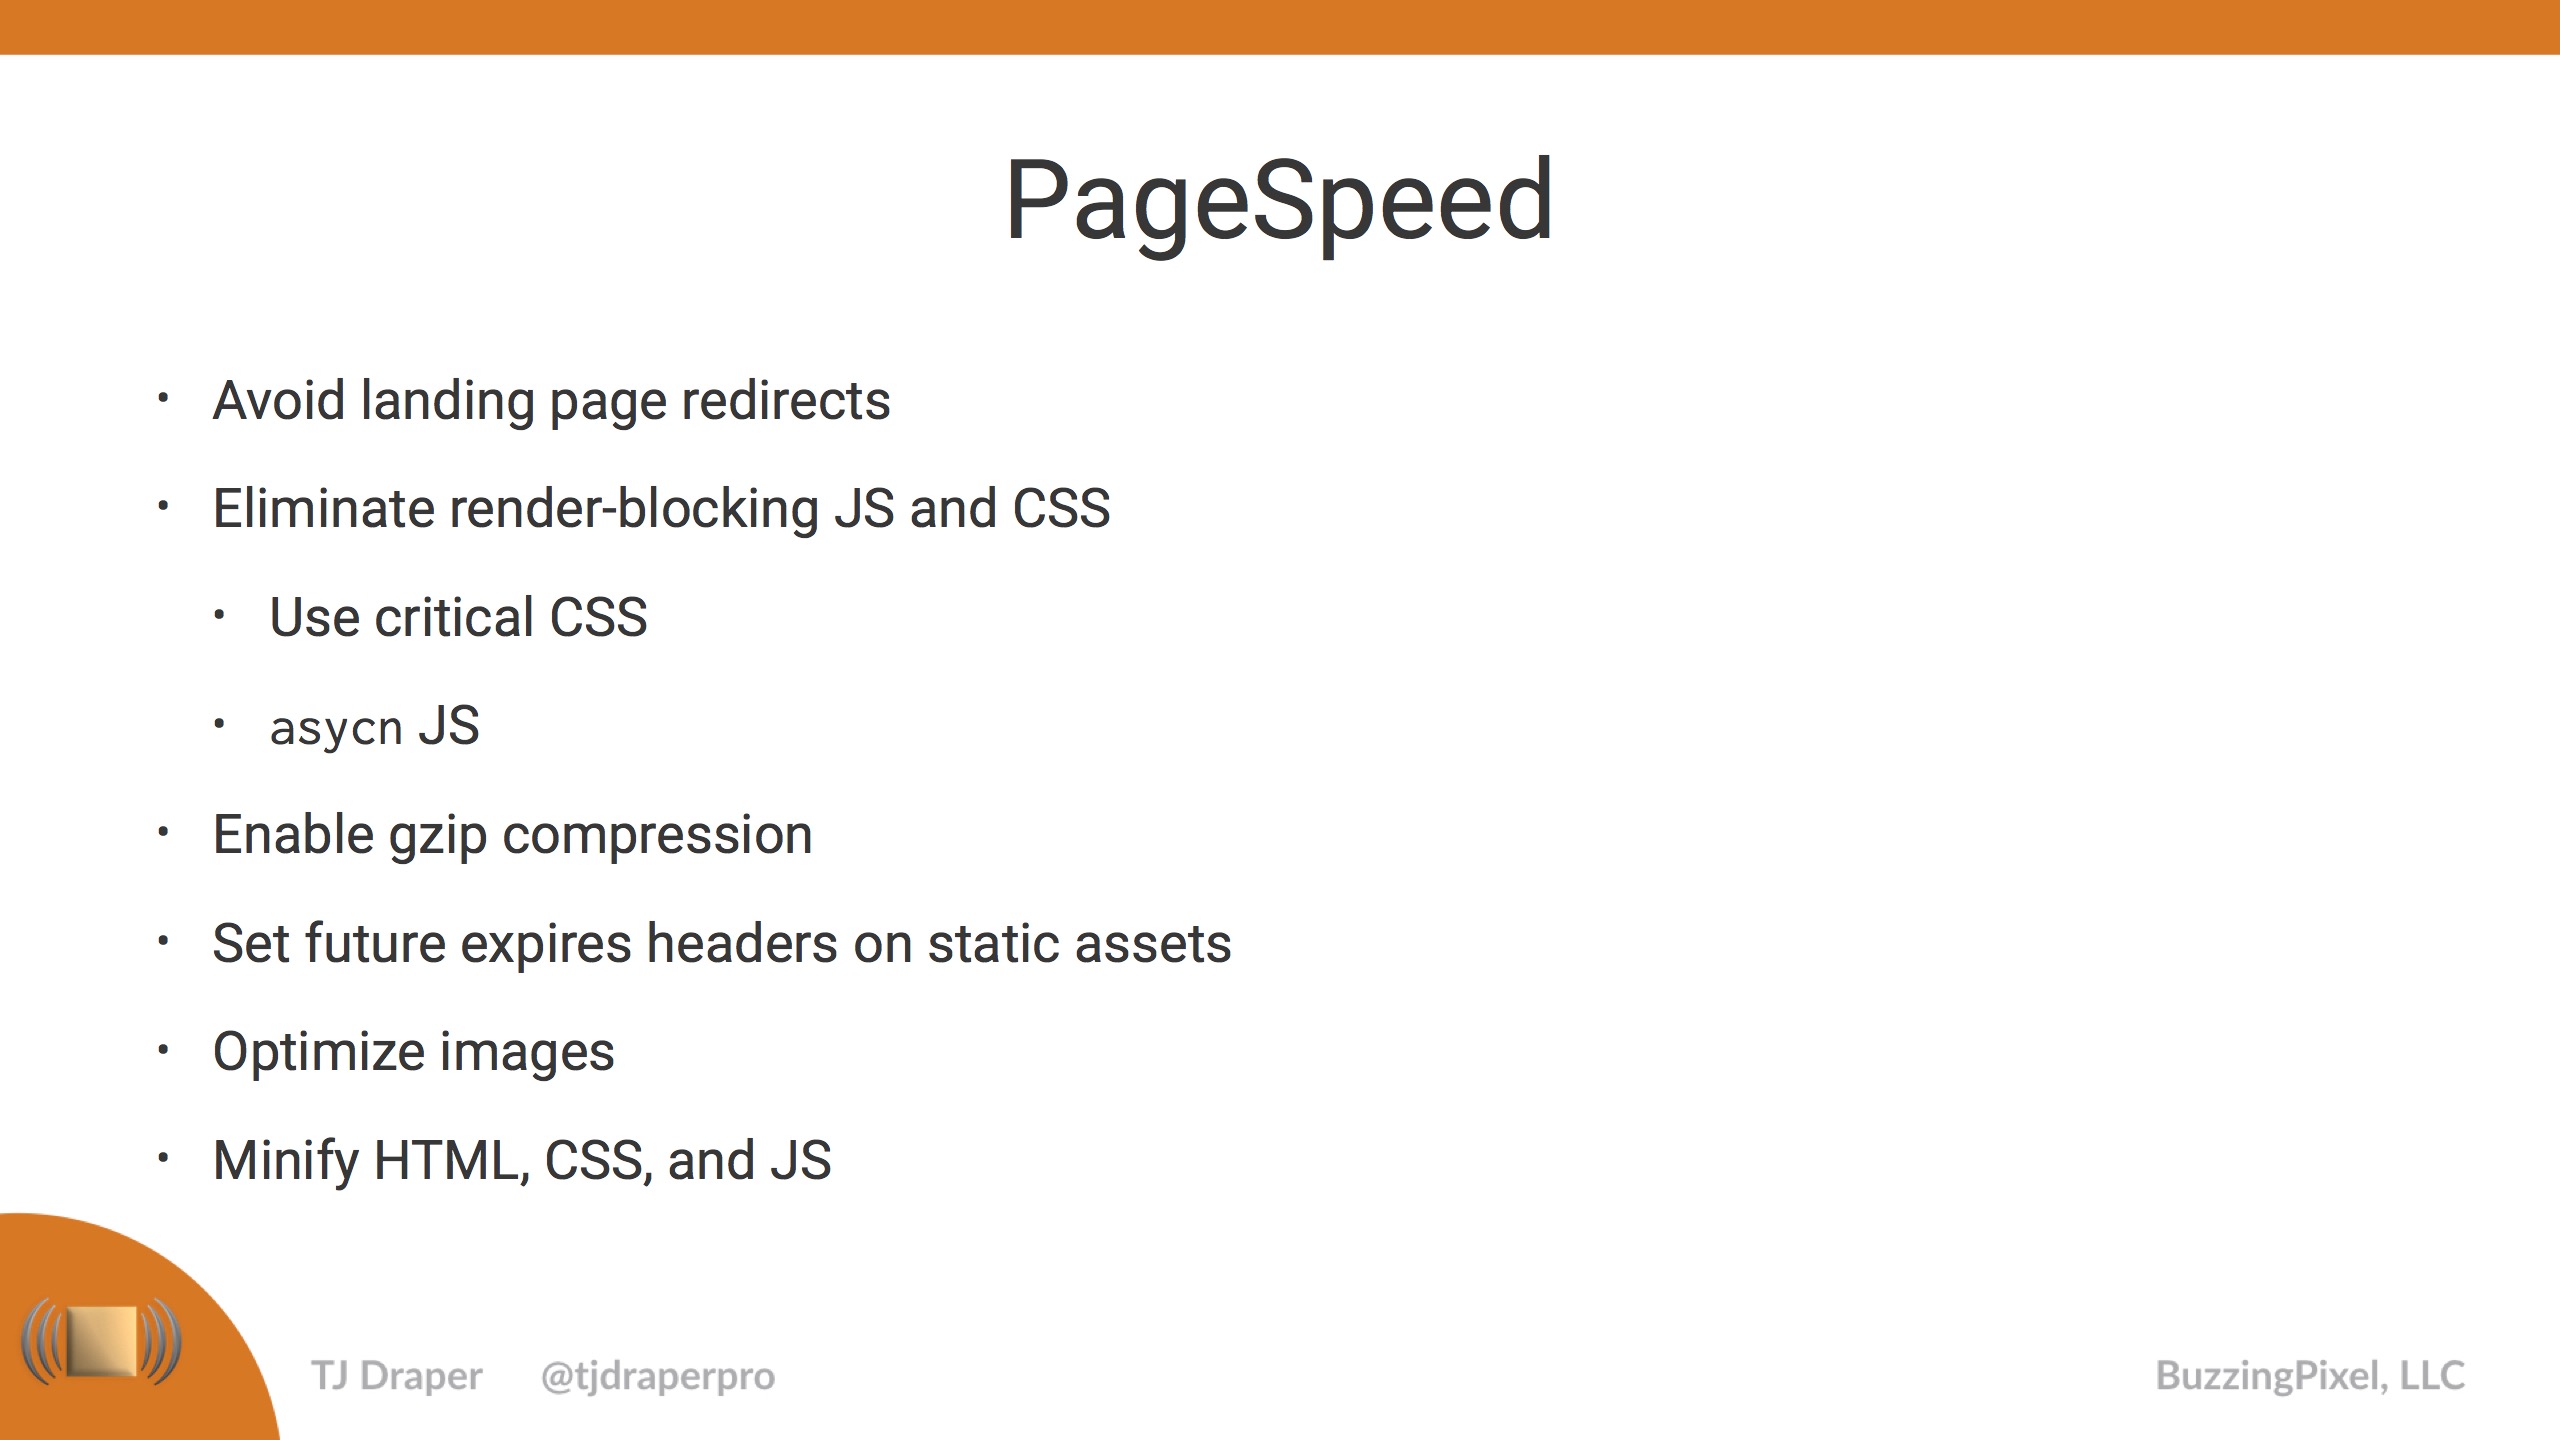 PageSpeed
• Avoid landing page redirects
• Eliminate render-blocking JS and CSS
• Use critical CSS
• asycn JS
• Enable gzip compression
• Set future expires headers on static assets
• Optimize images
• Minify HTML, CSS, and JS
TJ Draper @tjdraperpro BuzzingPixel, LLC